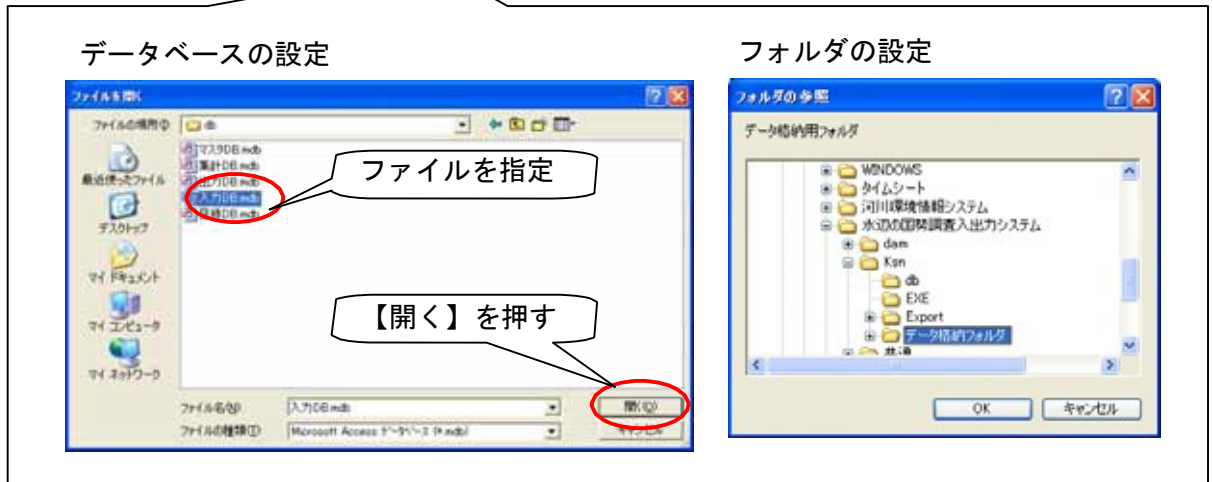 データベースの設定
ファイルを開く
ファイルの場所(I)
db
マスタDB.mdb
集計DB.mdb
出力DB.mdb
入力DB.mdb
最近使ったファイル
デスクトップ
マイ ドキュメント
マイ コンピュータ
マイ ネットワーク
ファイルを指定
【開く】を押す
ファイル名(N)
入力DB.mdb
開く(O)
ファイルの種類(T)
Microsoft Access データベース (*.mdb)
キャンセル
フォルダの設定
フォルダの参照
データ格納用フォルダ
WINDOWS
タイムシート
河川環境情報システム
水辺の国勢調査入出力システム
dam
Ksn
db
EXE
Export
データ格納フォルダ
共通
OK
キャンセル